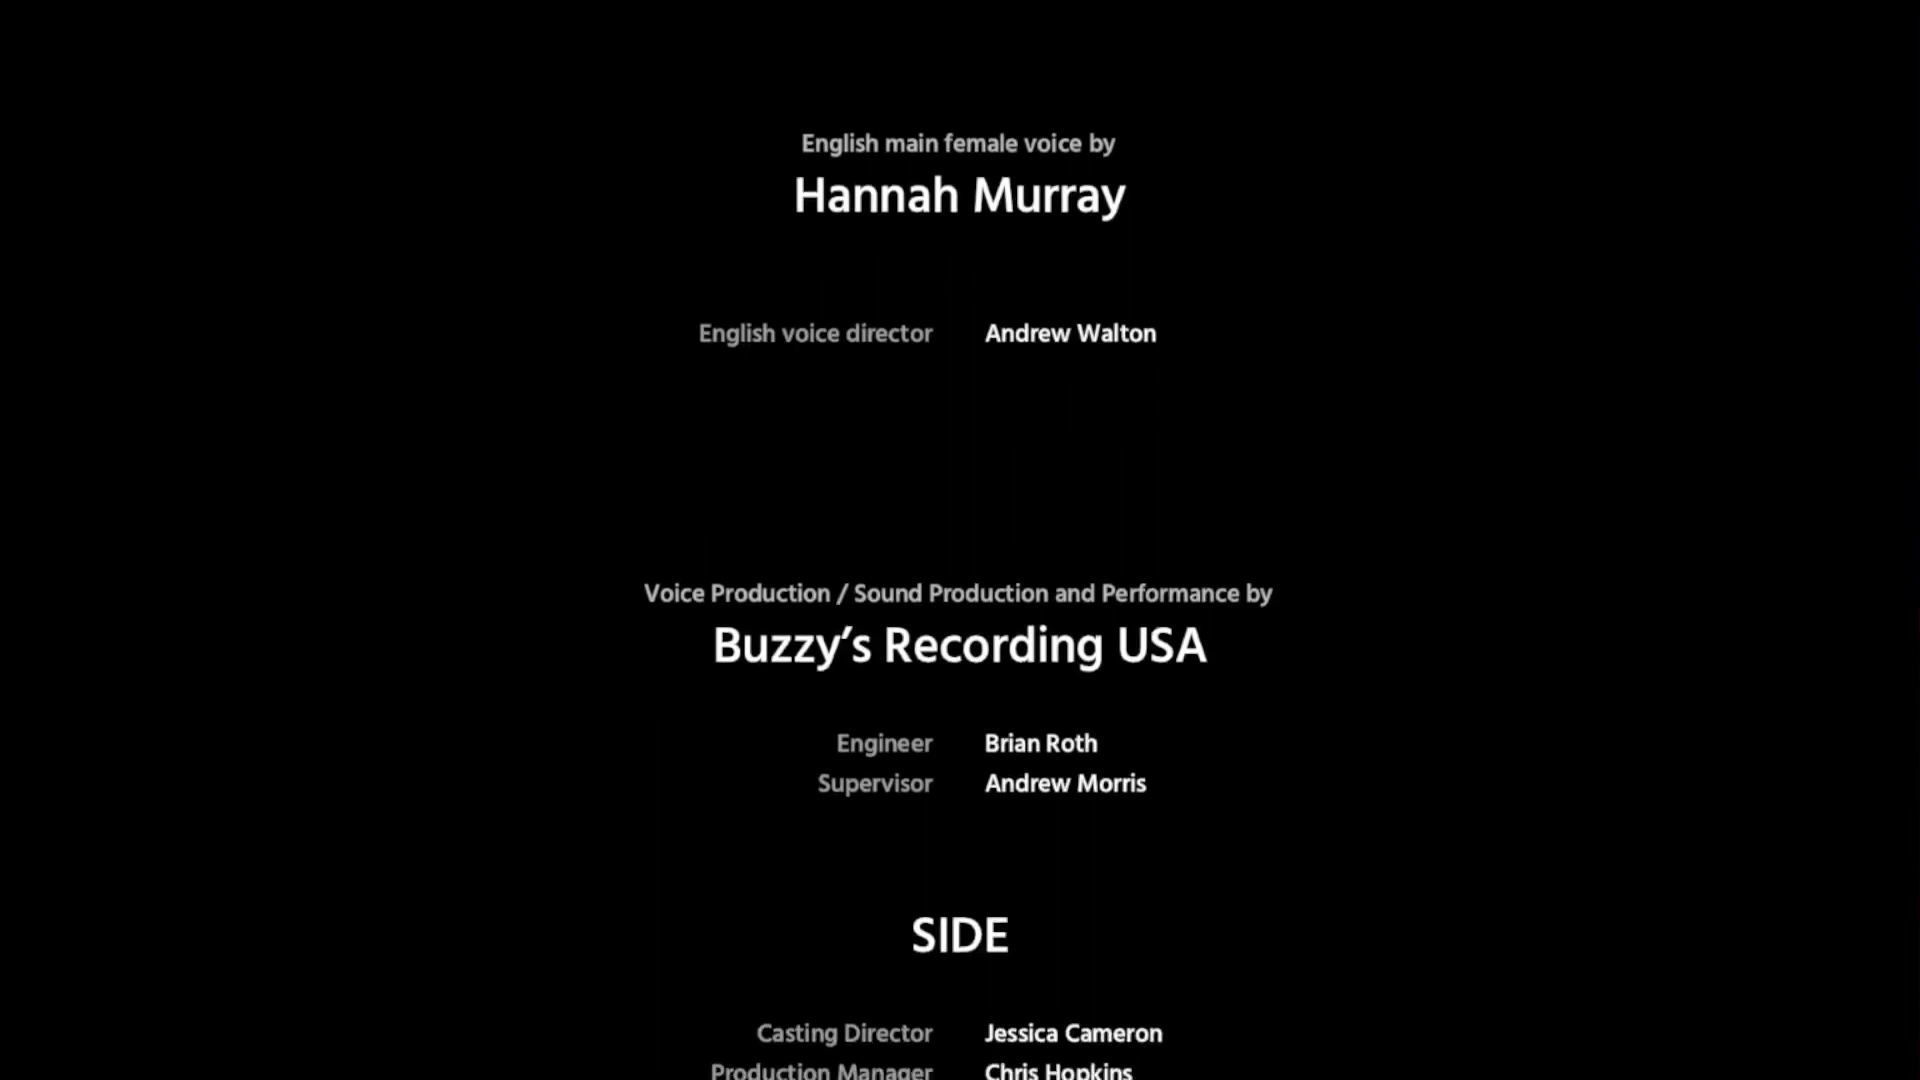 English main female voice by
Hannah Murray
English voice director Andrew Walton
Voice Production / Sound Production and Performance by
Buzzy’s Recording USA
Engineer Brian Roth
Supervisor Andrew Morris
SIDE
Casting Director Jessica Cameron
Production Manager Chris Hopkins